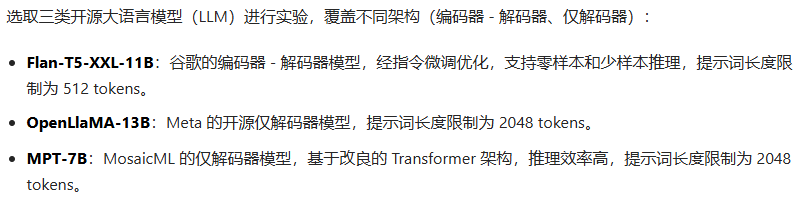 选取三类开源大语言模型（LLM）进行实验，覆盖不同架构（编码器 - 解码器、仅解码器）：
• Flan-T5-XXL-11B：谷歌的编码器 - 解码器模型，经指令微调优化，支持零样本和少样本推理，提示词长度限
制为 512 tokens。
• OpenLLaMA-13B：Meta 的开源仅解码器模型，提示词长度限制为 2048 tokens。
• MPT-7B：MosaicML 的仅解码器模型，基于改良的 Transformer 架构，推理效率高，提示词长度限制为 2048
tokens。